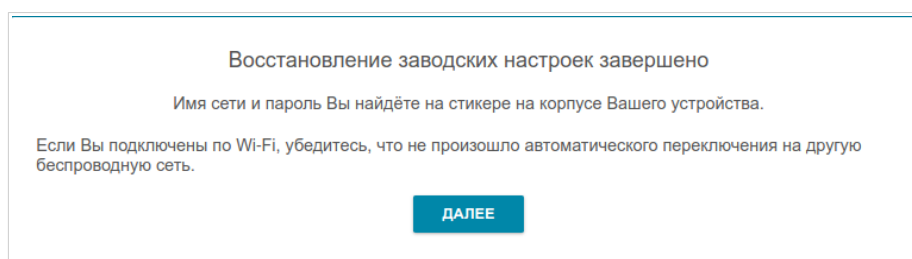 Восстановление заводских настроек завершено
Имя сети и пароль Вы найдёте на стикере на корпусе Вашего устройства.
Если Вы подключены по Wi-Fi, убедитесь, что не произошло автоматического переключения на другую
беспроводную сеть.
ДАЛЕЕ